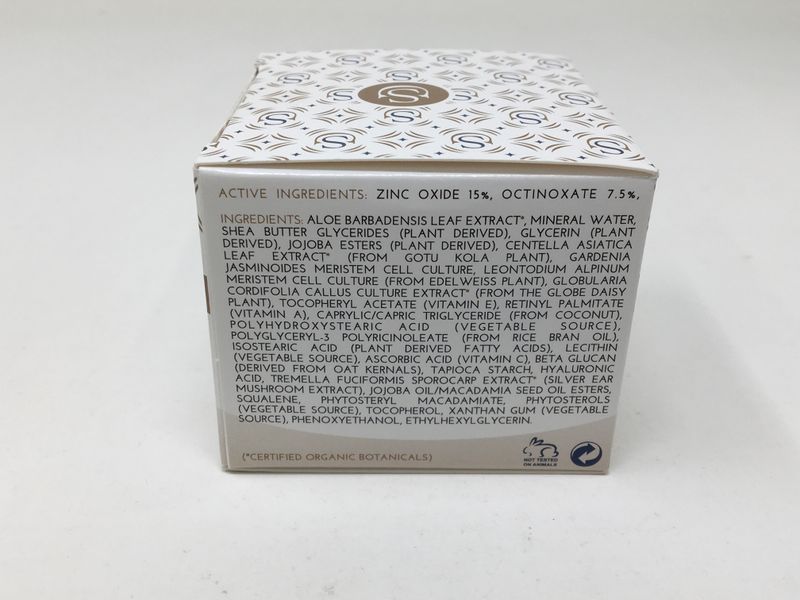 ACTIVE INGREDIENTS: ZINC OXIDE 15%, OCTINOXATE 7.5%,
INGREDIENTS: ALOE BARBADENSIS LEAF EXTRACT*, MINERAL WATER,
SHEA BUTTER GLYCERIDES (PLANT DERIVED), GLYCERIN (PLANT
DERIVED), JOJOBA ESTERS (PLANT DERIVED), CENTELLA ASIATICA
LEAF EXTRACT* (FROM GOTU KOLA PLANT), GARDENIA
JASMINOIDES MERISTEM CELL CULTURE, LEONTODIUM ALPINUM
MERISTEM CELL CULTURE (FROM EDELWEISS PLANT), GLOBULARIA
CORDIFOLIA CALLUS CULTURE EXTRACT* (FROM THE GLOBE DAISY
PLANT), TOCOPHERYL ACETATE (VITAMIN E), RETINYL PALMITATE
(VITAMIN A), CAPRYLIC/CAPRIC TRIGLYCERIDE (FROM COCONUT),
POLYHYDROXYSTEARIC ACID (VEGETABLE SOURCE),
POLYGLYCERYL-3 POLYRICINOLEATE (FROM RICE BRAN OIL),
ISOSTEARIC ACID (PLANT DERIVED FATTY ACIDS), LECITHIN
(VEGETABLE SOURCE), ASCORBIC ACID (VITAMIN C), BETA GLUCAN
(DERIVED FROM OAT KERNALS), TAPIOCA STARCH, HYALURONIC
ACID, TREMELLA FUCIFORMIS SPOROCARP EXTRACT* (SILVER EAR
MUSHROOM EXTRACT), JOJOBA OIL/MACADAMIA SEED OIL ESTERS,
SQUALENE, PHYTOSTERYL MACADAMIATE, PHYTOSTEROLS
(VEGETABLE SOURCE), TOCOPHEROL, XANTHAN GUM (VEGETABLE
SOURCE), PHENOXYETHANOL, ETHYLHEXYLGLYCERIN.
(*CERTIFIED ORGANIC BOTANICALS)
NOT TESTED
ON ANIMALS